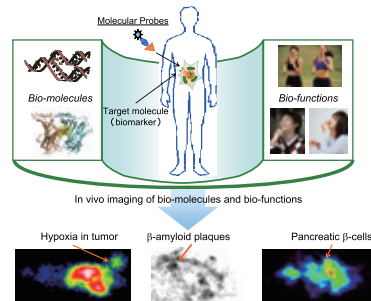 Molecular Probes
Bio-molecules
Target molecule
（biomarker）
Bio-functions
In vivo imaging of bio-molecules and bio-functions
Hypoxia in tumor
β-amyloid plaques
Pancreatic β-cells